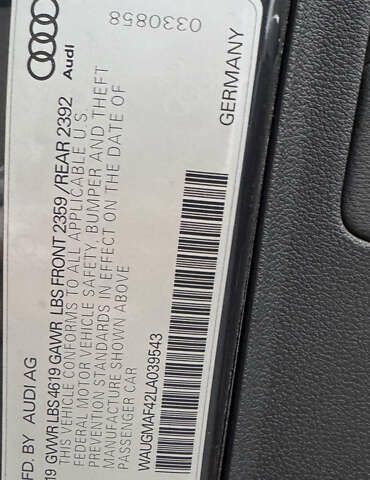 FD. BY AUDI AG
19 GWWR LBS 4619 GAWR LBS FRONT 2359 / REAR 2392
THIS VEHICLE CONFORMS TO ALL APPLICABLE U.S.
FEDERAL MOTOR VEHICLE SAFETY, BUMPER AND THEFT
PREVENTION STANDARDS IN EFFECT ON THE DATE OF
MANUFACTURE SHOWN ABOVE
PASSENGER CAR
WAUGMAF42LA039543
Audi
0330858
GERMANY